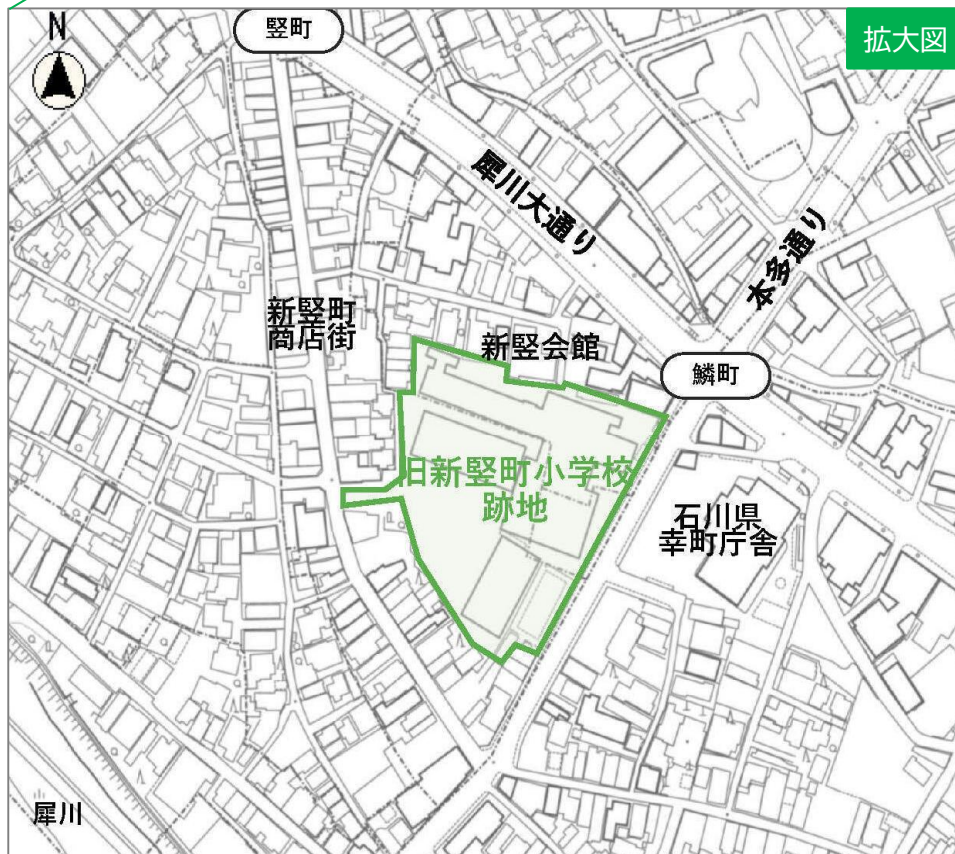 N
竪町
拡大図
犀川大通り
本多通り
新竪町
商店街
新竪会館
鱗町
旧新竪町小学校
跡地
石川県
幸町庁舎
犀川